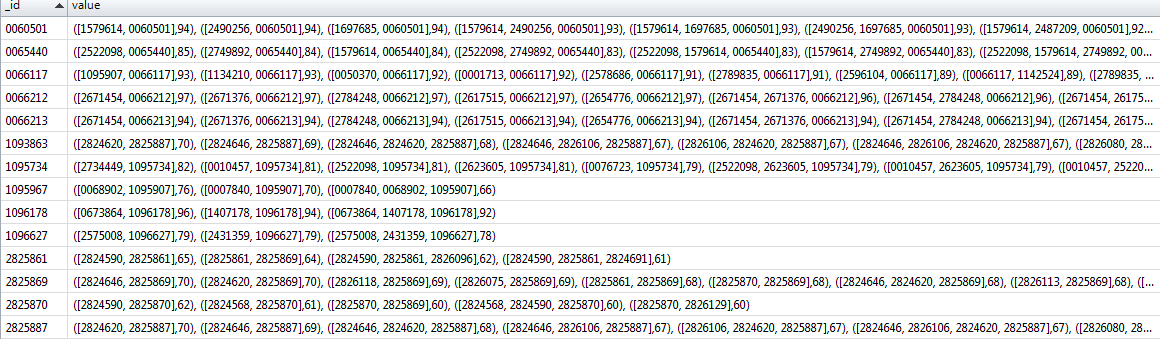 _id value
0060501 ([1579614, 0060501],94), ([2490256, 0060501],94), ([1697685, 0060501],94), ([1579614, 2490256, 0060501],93), ([1579614, 1697685, 0060501],93), ([2490256, 1697685, 0060501],93), ([1579614, 2487209, 0060501],92...
0065440 ([2522098, 0065440],85), ([2749892, 0065440],84), ([1579614, 0065440],84), ([2522098, 2749892, 0065440],83), ([2522098, 1579614, 0065440],83), ([1579614, 2749892, 0065440],83), ([2522098, 1579614, 2749892, 00...
0066117 ([1095907, 0066117],93), ([1134210, 0066117],93), ([0050370, 0066117],92), ([0001713, 0066117],92), ([2578686, 0066117],91), ([2789835, 0066117],91), ([2596104, 0066117],89), ([0066117, 1142524],89), ([2789835, ...
0066212 ([2671454, 0066212],97), ([2671376, 0066212],97), ([2784248, 0066212],97), ([2617515, 0066212],97), ([2654776, 0066212],97), ([2671454, 2671376, 0066212],96), ([2671454, 2784248, 0066212],96), ([2671454, 26175...
0066213 ([2671454, 0066213],94), ([2671376, 0066213],94), ([2784248, 0066213],94), ([2617515, 0066213],94), ([2654776, 0066213],94), ([2671454, 2671376, 0066213],94), ([2671454, 2784248, 0066213],94), ([2671454, 26175...
1093863 ([2824620, 2825887],70), ([2824646, 2825887],69), ([2824646, 2824620, 2825887],68), ([2824646, 2826106, 2825887],67), ([2826106, 2824620, 2825887],67), ([2824646, 2826106, 2824620, 2825887],67), ([2826080, 28...
1095734 ([2734449, 1095734],82), ([0010457, 1095734],81), ([2522098, 1095734],81), ([2623605, 1095734],81), ([0076723, 1095734],79), ([2522098, 2623605, 1095734],79), ([0010457, 2623605, 1095734],79), ([0010457, 25220...
1095967 ([0068902, 1095907],76), ([0007840, 1095907],70), ([0007840, 0068902, 1095907],66)
1096178 ([0673864, 1096178],96), ([1407178, 1096178],94), ([0673864, 1407178, 1096178],92)
1096627 ([2575008, 1096627],79), ([2431359, 1096627],79), ([2575008, 2431359, 1096627],78)
2825861 ([2824590, 2825861],65), ([2825861, 2825869],64), ([2824590, 2825861, 2826096],62), ([2824590, 2825861, 2824691],61)
2825869 ([2824646, 2825869],70), ([2824620, 2825869],70), ([2826118, 2825869],69), ([2826075, 2825869],69), ([2825861, 2825869],68), ([2825870, 2825869],68), ([2824646, 2824620, 2825869],68), ([2826113, 2825869],68), ([...
2825870 ([2824590, 2825870],62), ([2824568, 2825870],61), ([2825870, 2825869],60), ([2824568, 2824590, 2825870],60), ([2825870, 2826129],60)
2825887 ([2824620, 2825887],70), ([2824646, 2825887],69), ([2824646, 2824620, 2825887],68), ([2824646, 2826106, 2825887],67), ([2826106, 2824620, 2825887],67), ([2824646, 2826106, 2824620, 2825887],67), ([2826080, 28...